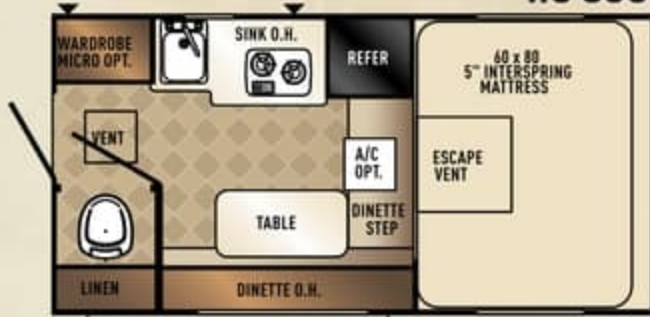 WARDROBE
MICRO OPT.
SINK O.H.
REFER
60 x 80
5" INTERSPRING
MATTRESS
VENT
A/C
OPT.
ESCAPE
VENT
TABLE
DINETTE
STEP
LINEN
DINETTE O.H.